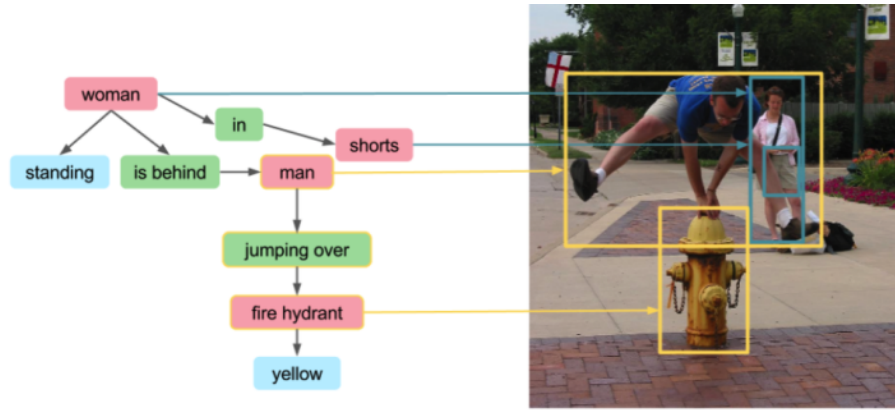 woman
in
shorts
standing
is behind
man
jumping over
fire hydrant
yellow